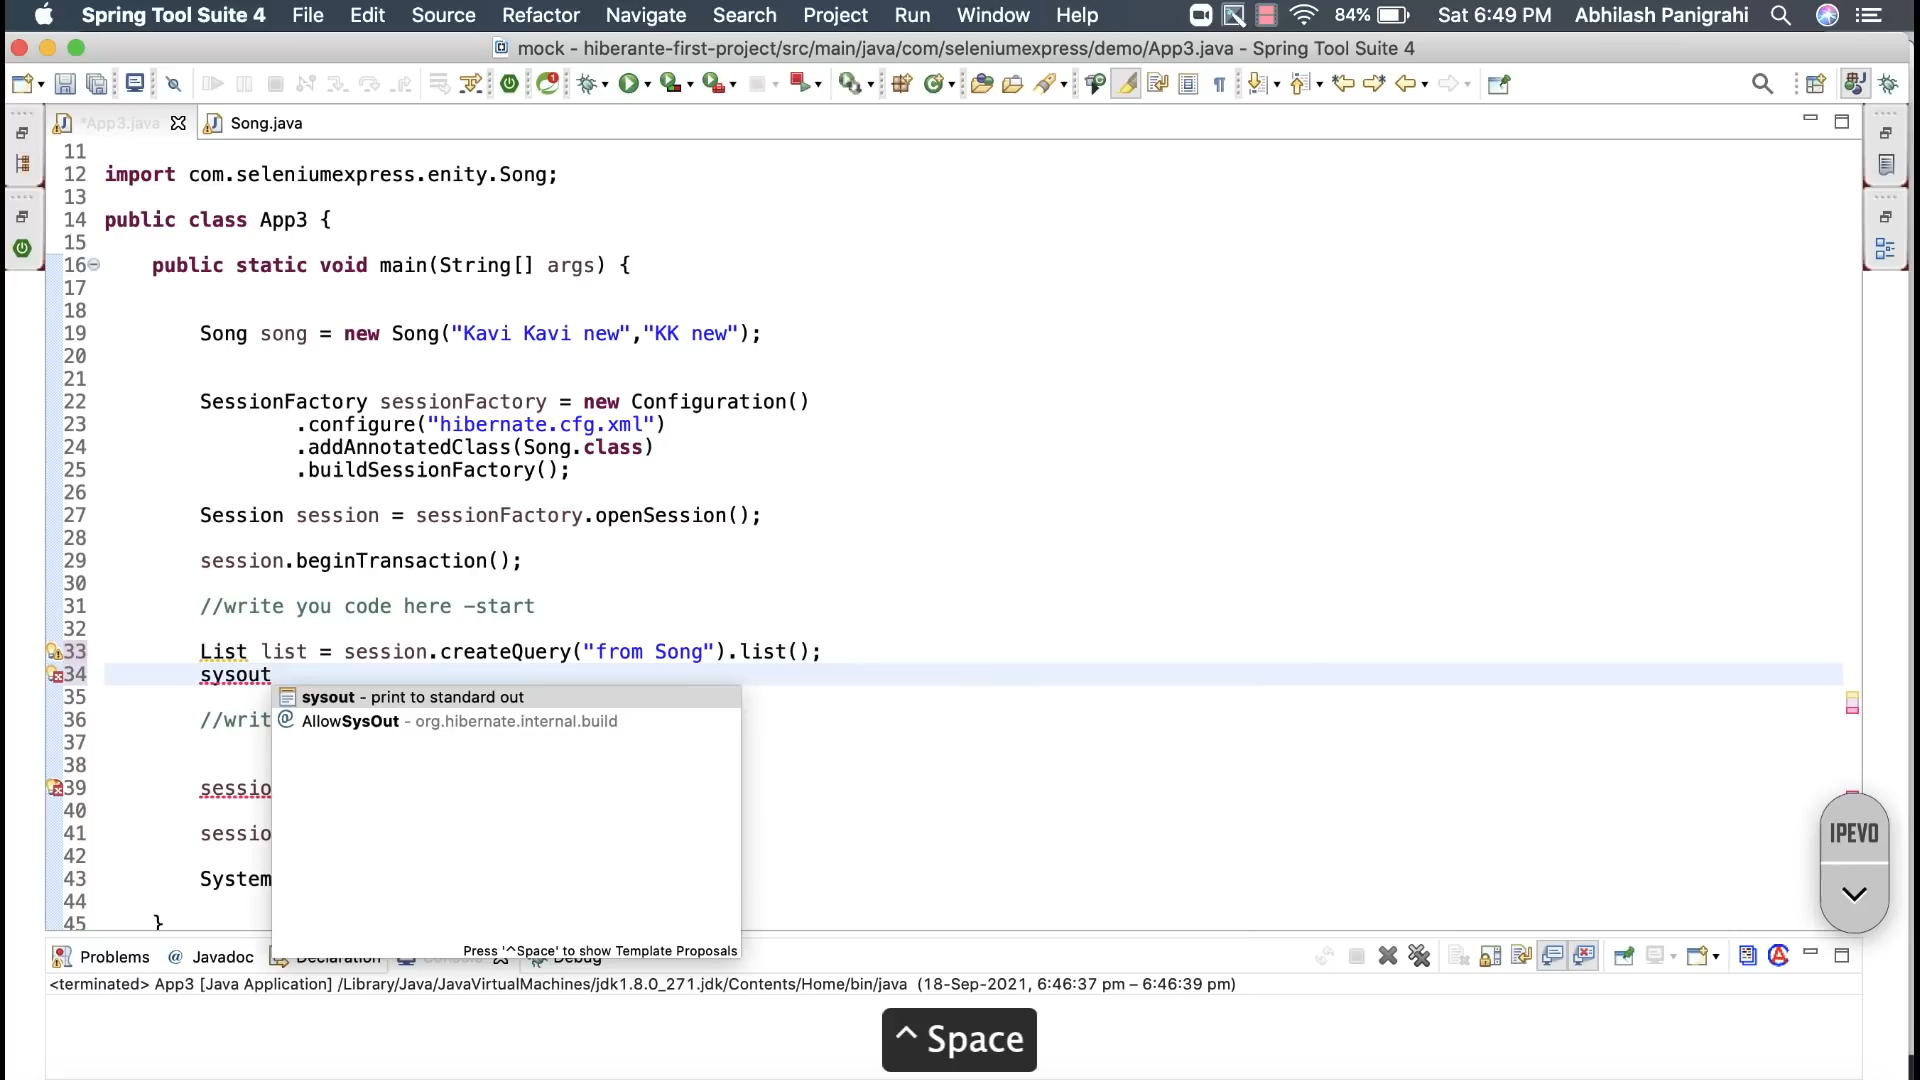 Spring Tool Suite 4 File Edit Source Refactor Navigate Search Project Run Window Help 84% Sat 6:49 PM Abhilash Panigrahi
mock - hiberante-first-project/src/main/java/com/seleniumexpress/demo/App3.java - Spring Tool Suite 4
*App3.java Song.java
11
12 import com.seleniumexpress.enity.Song;
13
14 public class App3 {
15
16 public static void main(String[] args) {
17
18
19 Song song = new Song("Kavi Kavi new","KK new");
20
21
22 SessionFactory sessionFactory = new Configuration()
23 .configure("hibernate.cfg.xml")
24 .addAnnotatedClass(Song.class)
25 .buildSessionFactory();
26
27 Session session = sessionFactory.openSession();
28
29 session.beginTransaction();
30
31 //write you code here -start
32
33 List list = session.createQuery("from Song").list();
34 sysout
35 sysout - print to standard out
36 //writ AllowSysOut - org.hibernate.internal.build
37
38
39 sessio
40
41 sessio
42
43 System
44
45 }
Press '^Space' to show Template Proposals
IPEVO
Problems @ Javadoc Declaration Console Debug
<terminated> App3 [Java Application] /Library/Java/JavaVirtualMachines/jdk1.8.0_271.jdk/Contents/Home/bin/java (18-Sep-2021, 6:46:37 pm – 6:46:39 pm)
^ Space